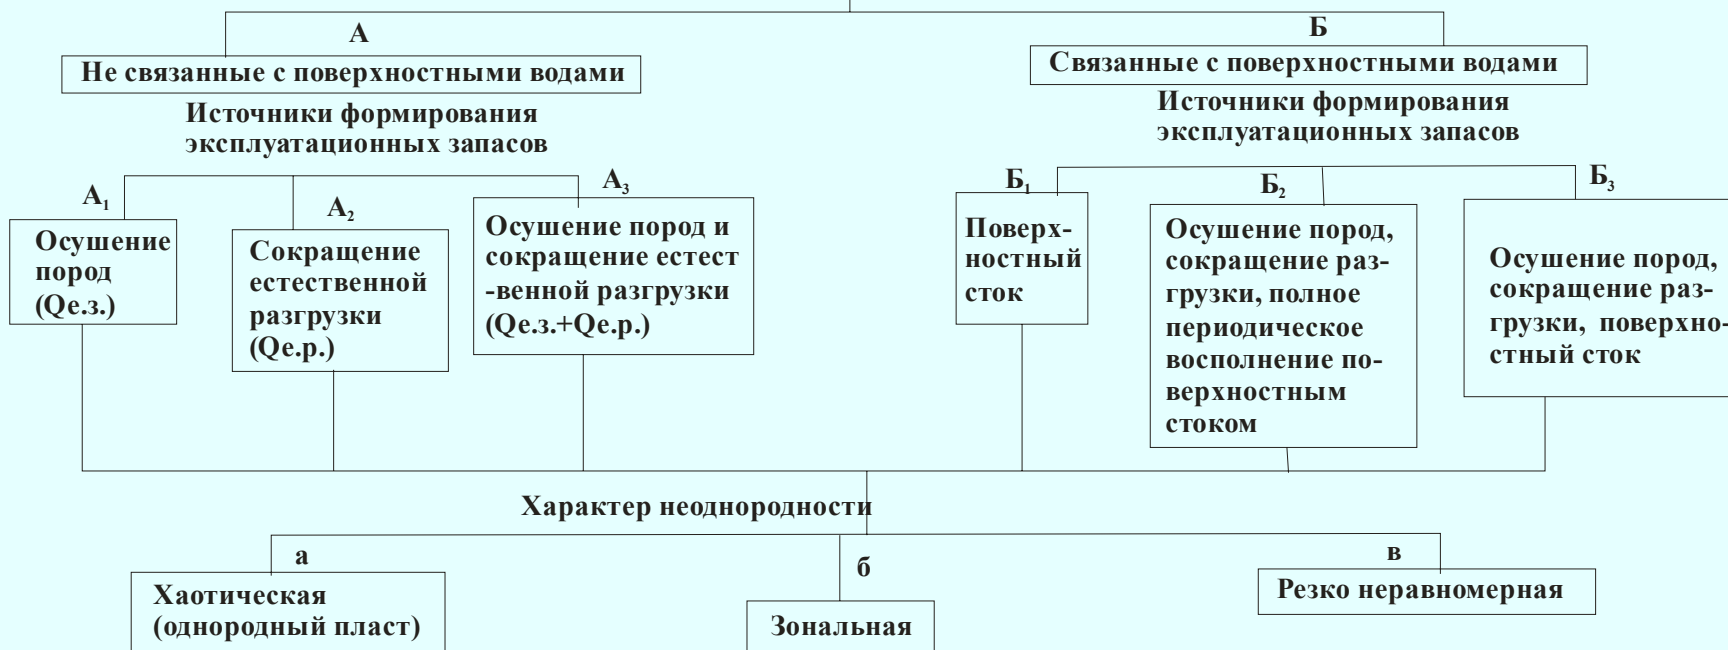 А
Не связанные с поверхностными водами
Источники формирования
эксплуатационных запасов
Б
Связанные с поверхностными водами
Источники формирования
эксплуатационных запасов
А₁
Осушение
пород
(Qе.з.)
А₂
Сокращение
естественной
разгрузки
(Qе.р.)
А₃
Осушение пород и
сокращение естест
-венной разгрузки
(Qе.з.+Qе.р.)
Б₁
Поверх-
ностный
сток
Б₂
Осушение пород,
сокращение раз-
грузки, полное
периодическое
восполнение по-
верхностным
стоком
Б₃
Осушение пород,
сокращение раз-
грузки, поверхно-
стный сток
Характер неоднородности
а
Хаотическая
(однородный пласт)
б
Зональная
в
Резко неравномерная